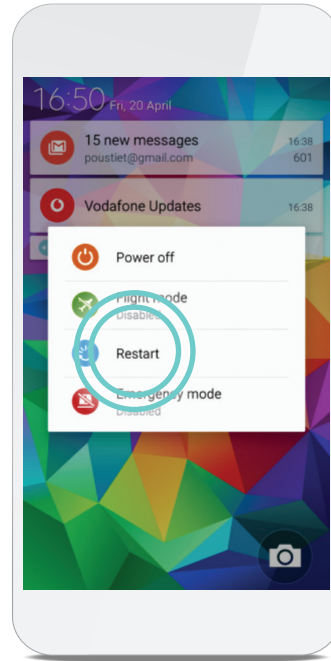 16:50 Fri, 20 April
15 new messages 16:38
poustiet@gmail.com 601
Vodafone Updates 16:38
Power off
Flight mode
Disabled
Restart
Emergency mode
Disabled